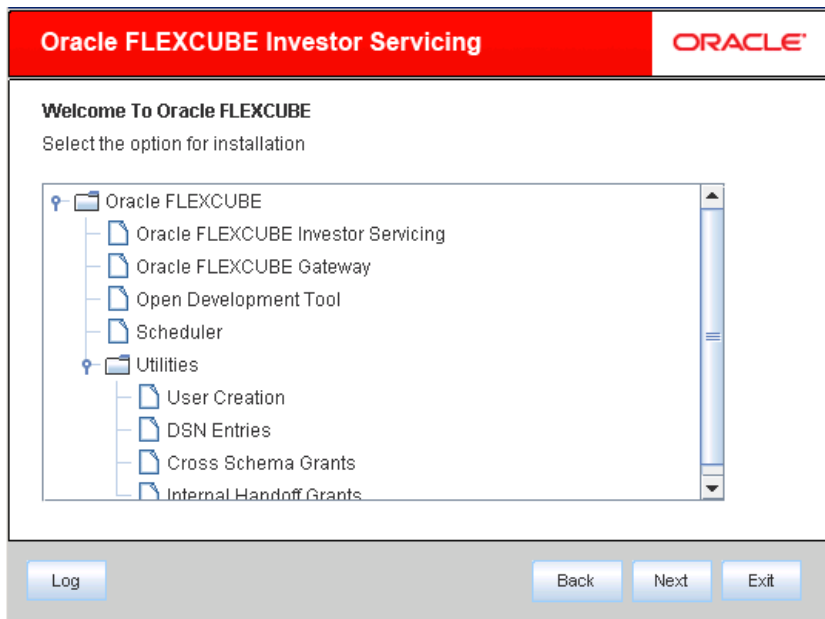 Oracle FLEXCUBE Investor Servicing
ORACLE
Welcome To Oracle FLEXCUBE
Select the option for installation
Oracle FLEXCUBE
Oracle FLEXCUBE Investor Servicing
Oracle FLEXCUBE Gateway
Open Development Tool
Scheduler
Utilities
User Creation
DSN Entries
Cross Schema Grants
Internal Handoff Grants
Log
Back
Next
Exit